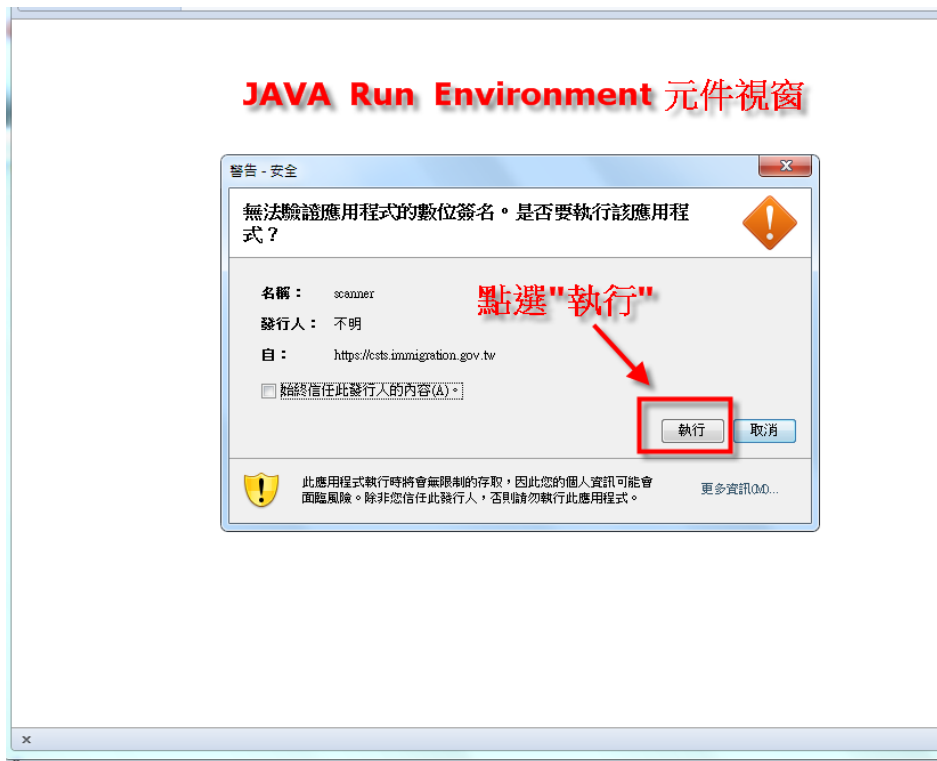 JAVA Run Environment 元件視窗
警告 - 安全
x
無法驗證應用程式的數位簽名。是否要執行該應用程
式？
名稱： scanner
點選"執行"
發行人： 不明
自： https://csts.immigration.gov.tw
始終信任此發行人的內容(A)。
執行 取消
此應用程式執行時將會無限制的存取，因此您的個人資訊可能會
面臨風險。除非您信任此發行人，否則請勿執行此應用程式。
更多資訊(M)...
x